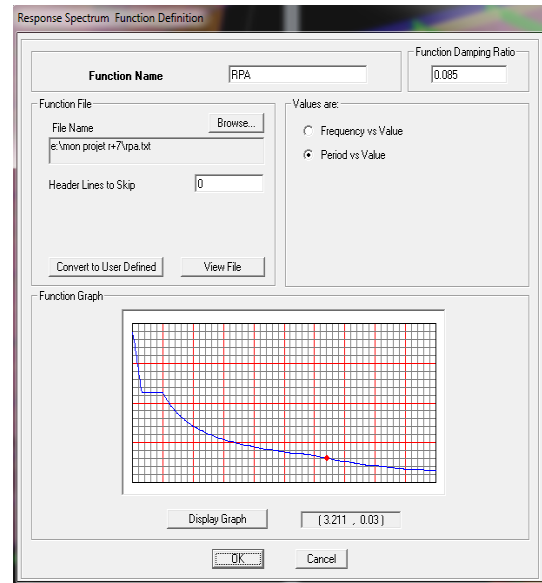 Response Spectrum Function Definition
Function Damping Ratio
Function Name
RPA
0.085
Function File
Values are:
File Name
Browse...
Frequency vs Value
e:\mon projet r+7\rpa.txt
Period vs Value
Header Lines to Skip
0
Convert to User Defined
View File
Function Graph
Display Graph
( 3.211 , 0.03 )
OK
Cancel